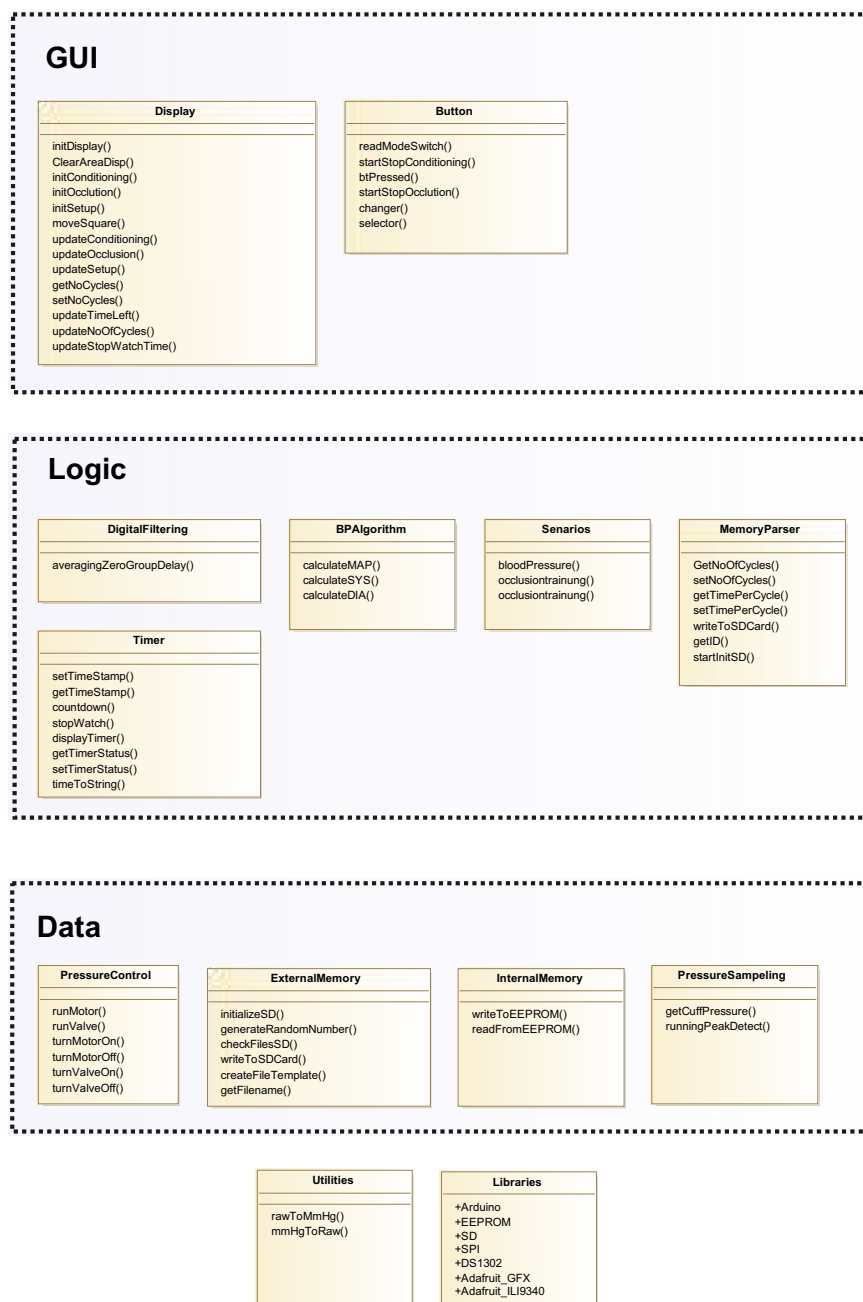 GUI
Display
initDisplay()
ClearAreaDisp()
initConditioning()
initOcclution()
initSetup()
moveSquare()
updateConditioning()
updateOcclusion()
updateSetup()
getNoCycles()
setNoCycles()
updateTimeLeft()
updateNoOfCycles()
updateStopWatchTime()
Button
readModeSwitch()
startStopConditioning()
btPressed()
startStopOcclution()
changer()
selector()
Logic
DigitalFiltering
averagingZeroGroupDelay()
BPAlgorithm
calculateMAP()
calculateSYS()
calculateDIA()
Senarios
bloodPressure()
occlusiontrainung()
occlusiontrainung()
MemoryParser
GetNoOfCycles()
setNoOfCycles()
getTimePerCycle()
setTimePerCycle()
writeToSDCard()
getID()
startInitSD()
Timer
setTimeStamp()
getTimeStamp()
countdown()
stopWatch()
displayTimer()
getTimerStatus()
setTimerStatus()
timeToString()
Data
PressureControl
runMotor()
runValve()
turnMotorOn()
turnMotorOff()
turnValveOn()
turnValveOff()
ExternalMemory
initializeSD()
generateRandomNumber()
checkFilesSD()
writeToSDCard()
createFileTemplate()
getFilename()
InternalMemory
writeToEEPROM()
readFromEEPROM()
PressureSampeling
getCuffPressure()
runningPeakDetect()
Utilities
rawToMmHg()
mmHgToRaw()
Libraries
+Arduino
+EEPROM
+SD
+SPI
+DS1302
+Adafruit_GFX
+Adafruit_ILI9340